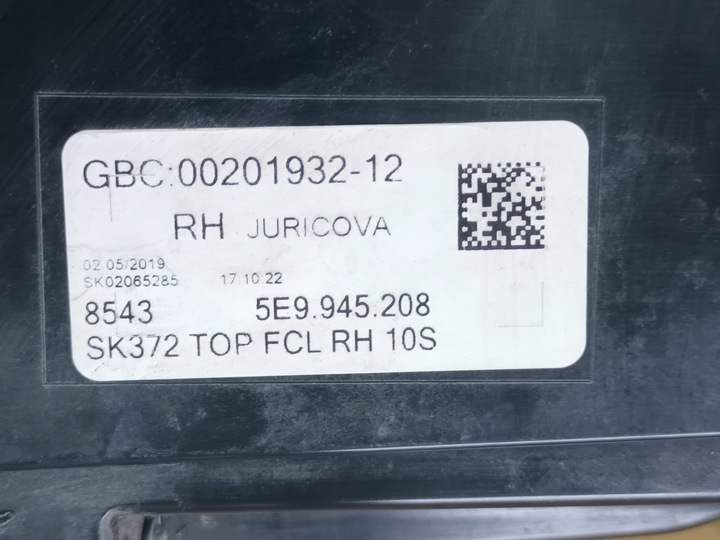 GBC:00201932-12
RH JURICOVA
02 05/2019
SK02065285 17.10.22
8543 5E9.945.208
SK372 TOP FCL RH 10S